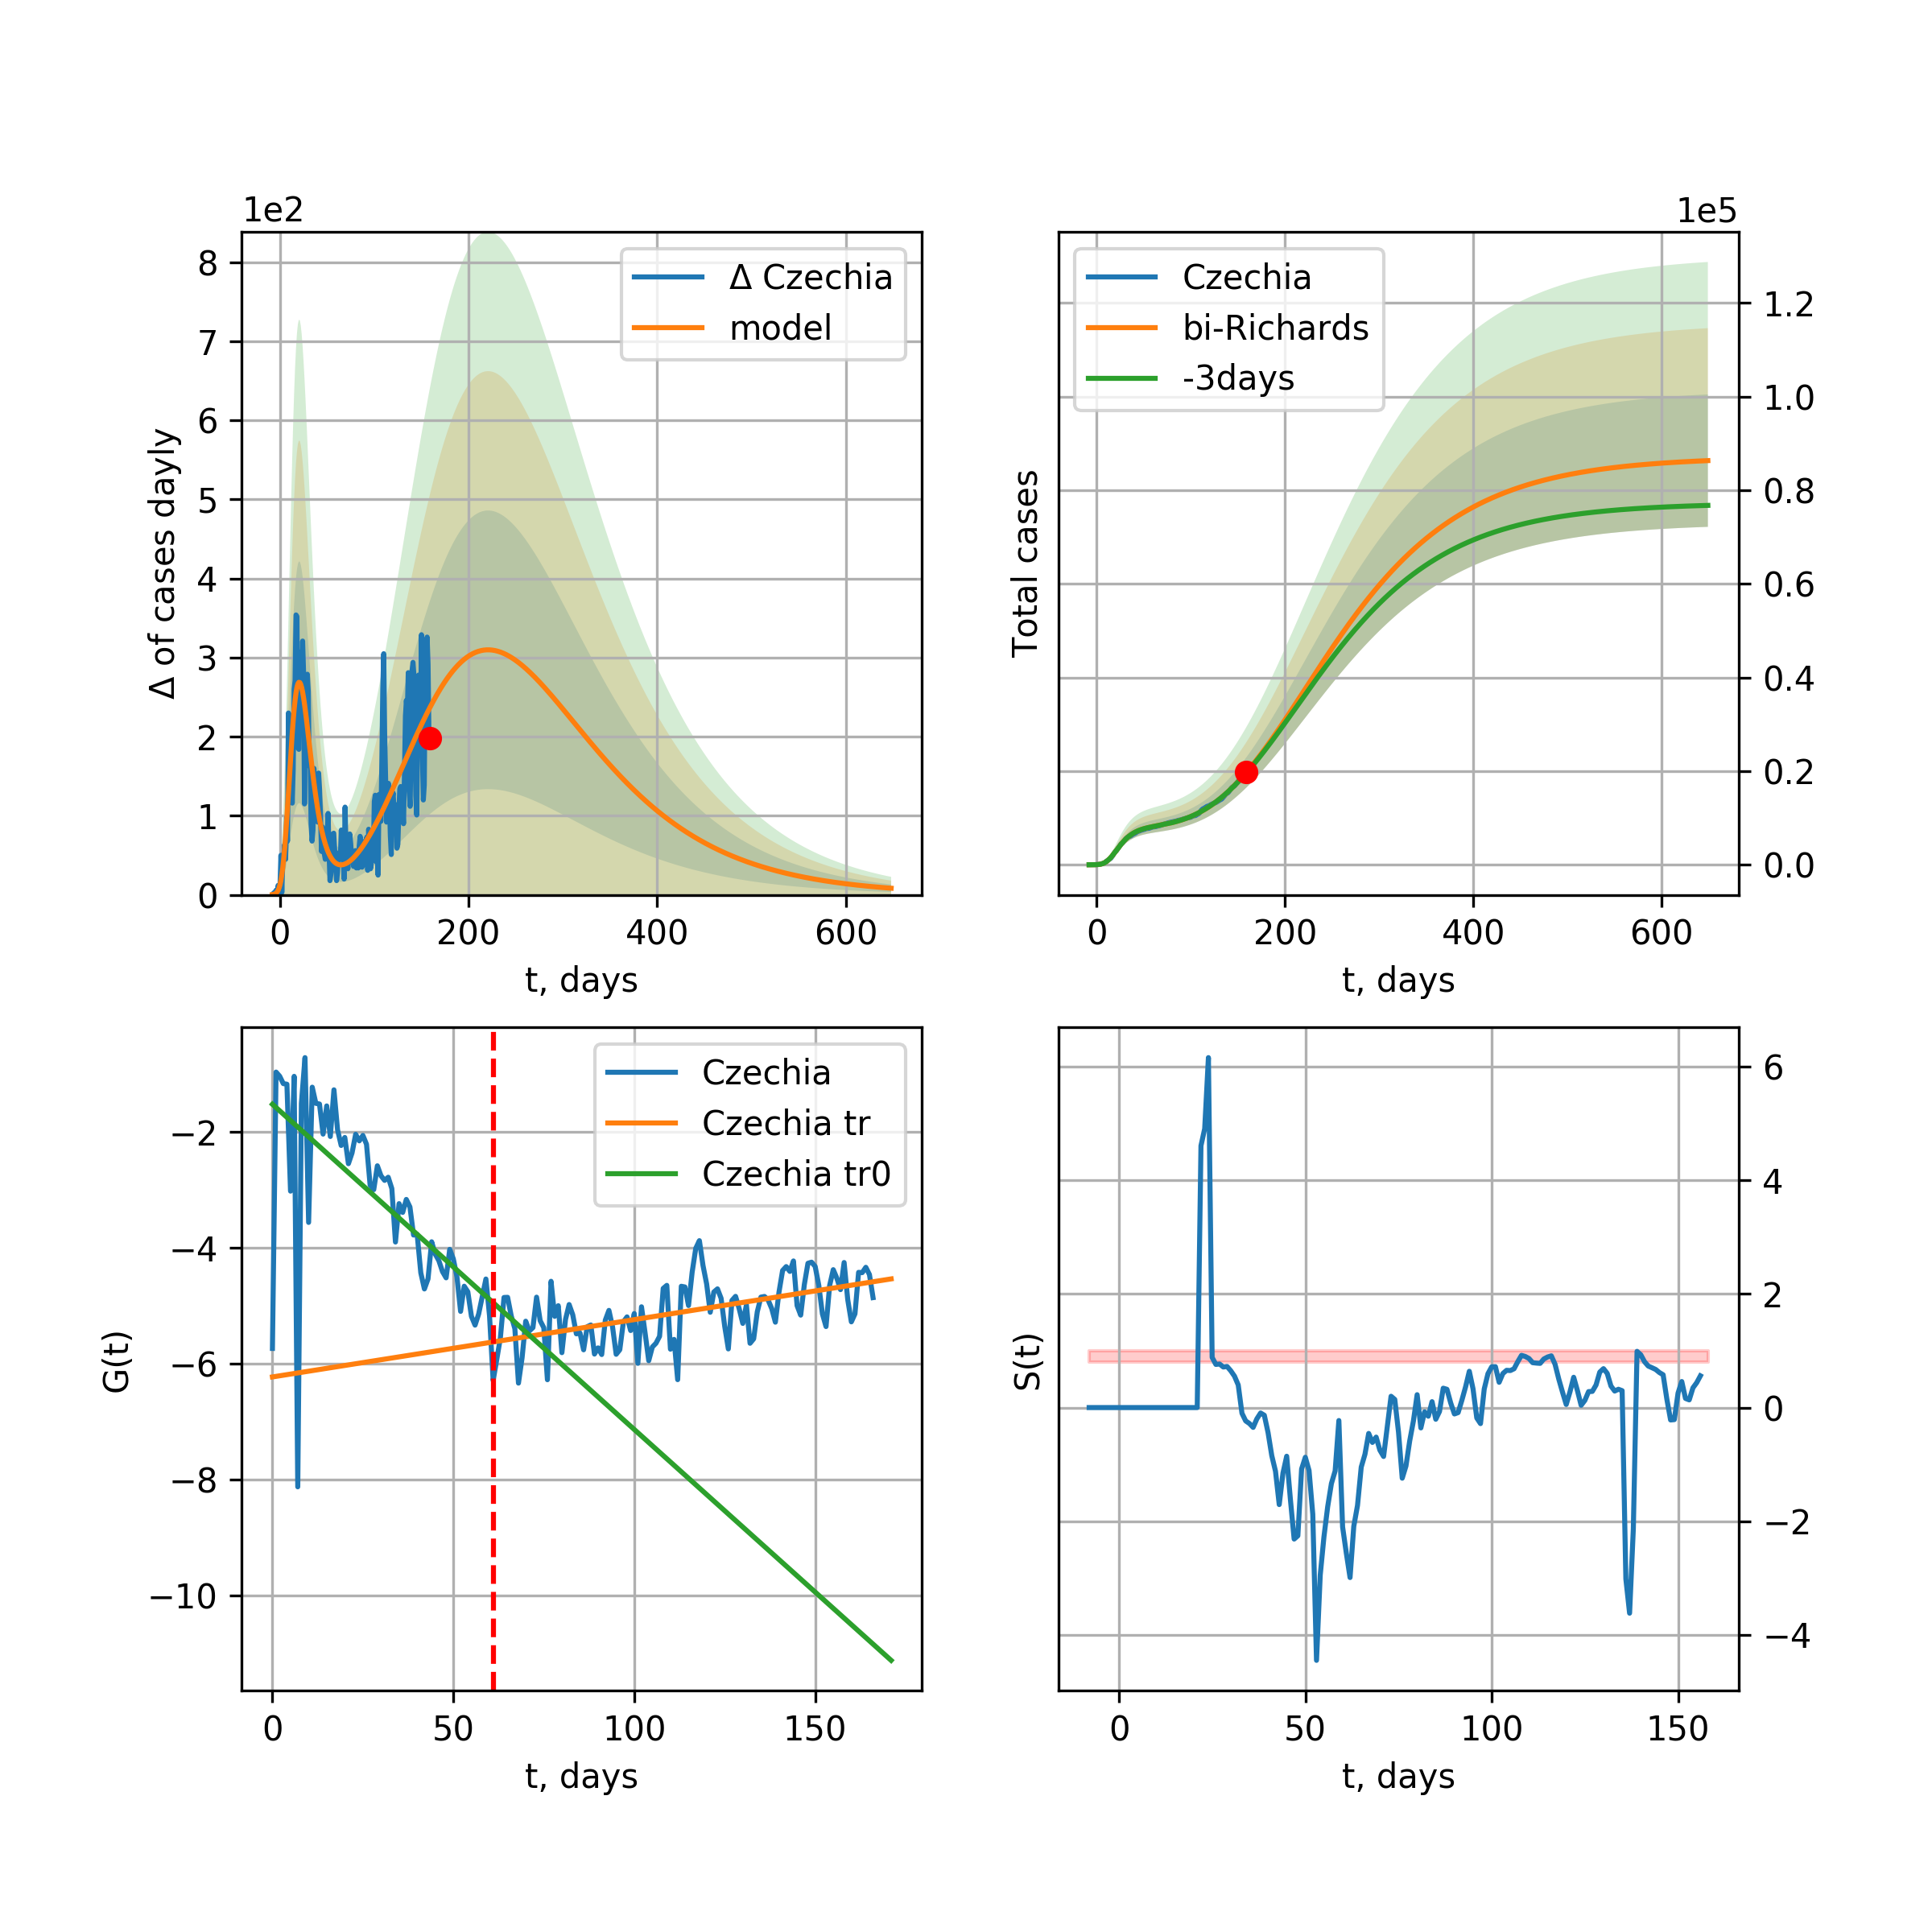 1e2
8
7
6
5
4
3
2
1
0
Δ of cases dayly
Δ Czechia
model
0 200 400 600
t, days
1e5
Czechia
bi-Richards
-3days
Total cases
1.2
1.0
0.8
0.6
0.4
0.2
0.0
0 200 400 600
t, days
Czechia
Czechia tr
Czechia tr0
G(t)
−2
−4
−6
−8
−10
0 50 100 150
t, days
S(t)
6
4
2
0
−2
−4
0 50 100 150
t, days